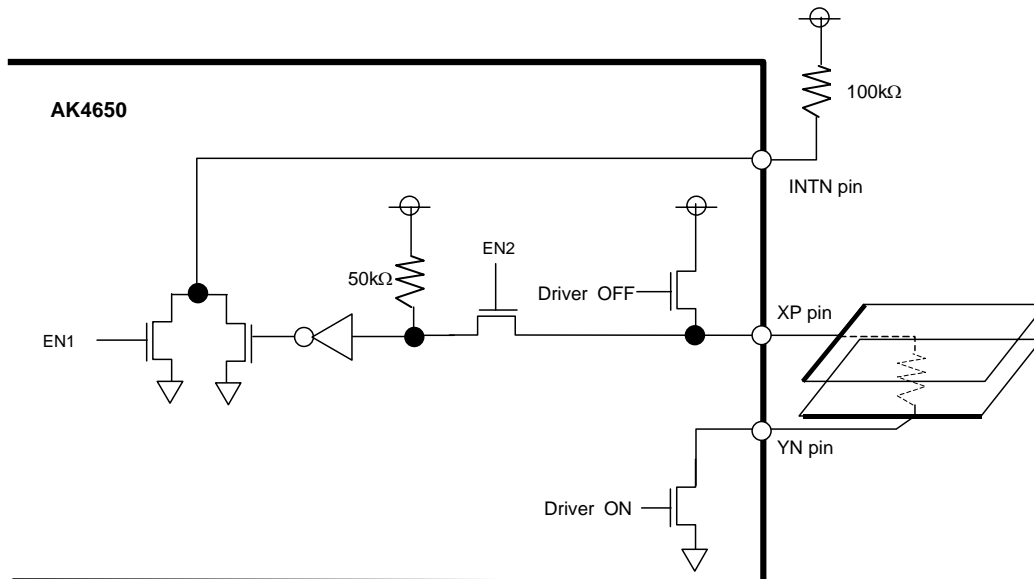 AK4650
100kΩ
INTN pin
EN2
50kΩ
Driver OFF
XP pin
EN1
YN pin
Driver ON